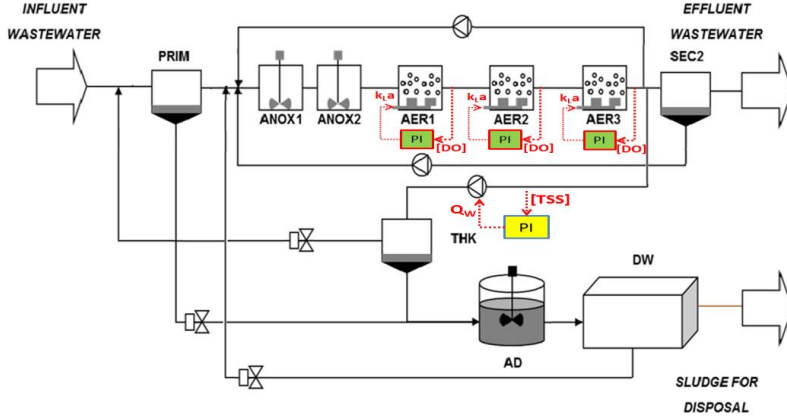 INFLUENT
WASTEWATER
EFFLUENT
WASTEWATER
PRIM
SEC2
ANOX1
ANOX2
AER1
AER2
AER3
kLa
kLa
kLa
PI
PI
PI
[DO]
[DO]
[DO]
QW
[TSS]
PI
THK
DW
AD
SLUDGE FOR
DISPOSAL